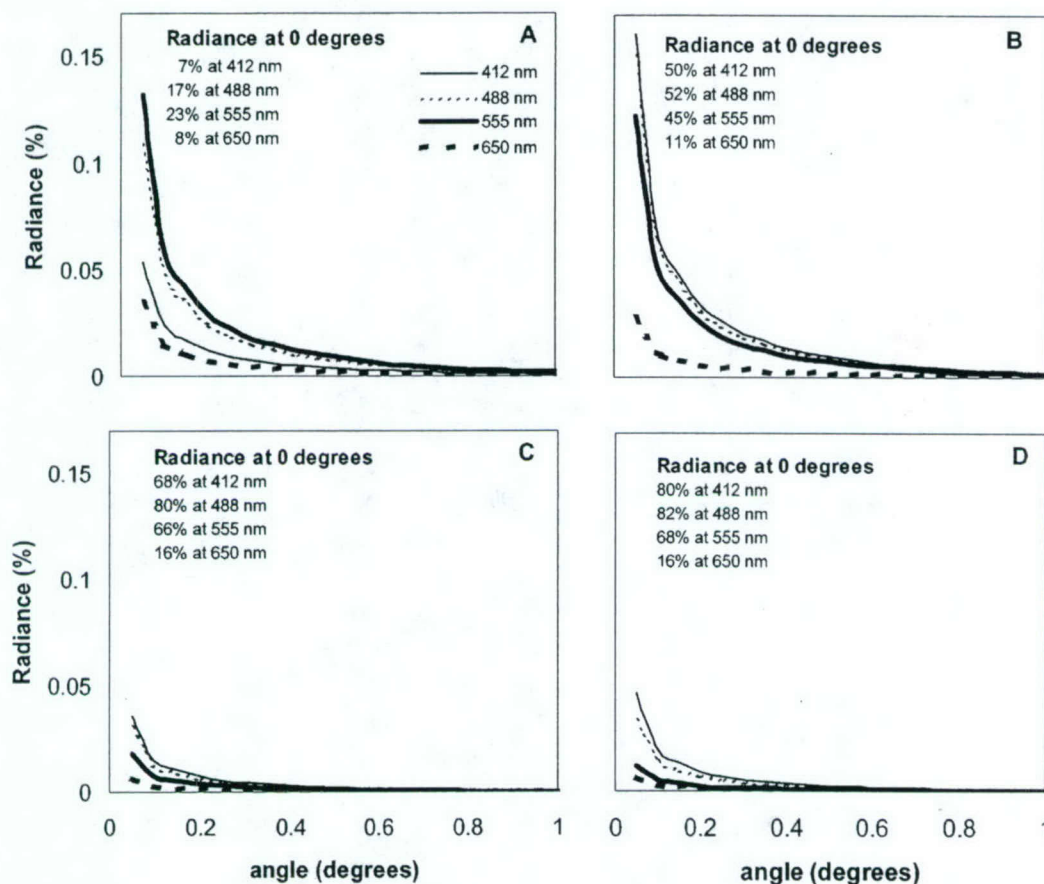 Radiance at 0 degrees
7% at 412 nm
17% at 488 nm
23% at 555 nm
8% at 650 nm
A
412 nm
488 nm
555 nm
650 nm
Radiance at 0 degrees
50% at 412 nm
52% at 488 nm
45% at 555 nm
11% at 650 nm
B
0.15
0.1
0.05
0
Radiance (%)
Radiance at 0 degrees
68% at 412 nm
80% at 488 nm
66% at 555 nm
16% at 650 nm
C
Radiance at 0 degrees
80% at 412 nm
82% at 488 nm
68% at 555 nm
16% at 650 nm
D
0.15
0.1
0.05
0
Radiance (%)
0 0.2 0.4 0.6 0.8 1
angle (degrees)
0 0.2 0.4 0.6 0.8 1
angle (degrees)